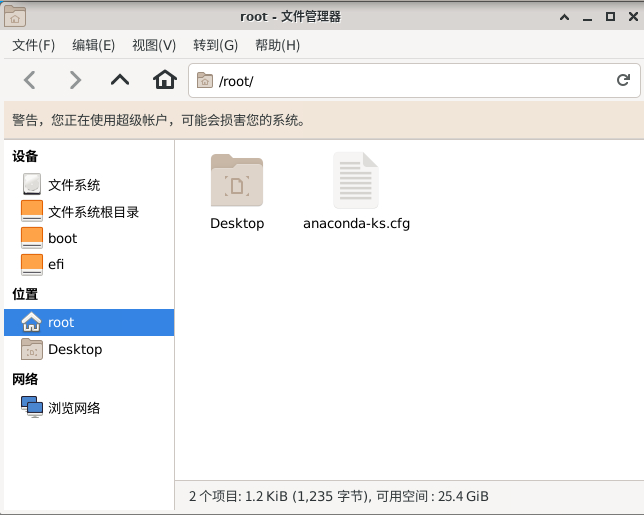 root - 文件管理器
文件(F) 编辑(E) 视图(V) 转到(G) 帮助(H)
/root/
警告，您正在使用超级帐户，可能会损害您的系统。
设备
文件系统
文件系统根目录
boot
efi
位置
root
Desktop
网络
浏览网络
Desktop
anaconda-ks.cfg
2 个项目: 1.2 KiB (1,235 字节), 可用空间 : 25.4 GiB